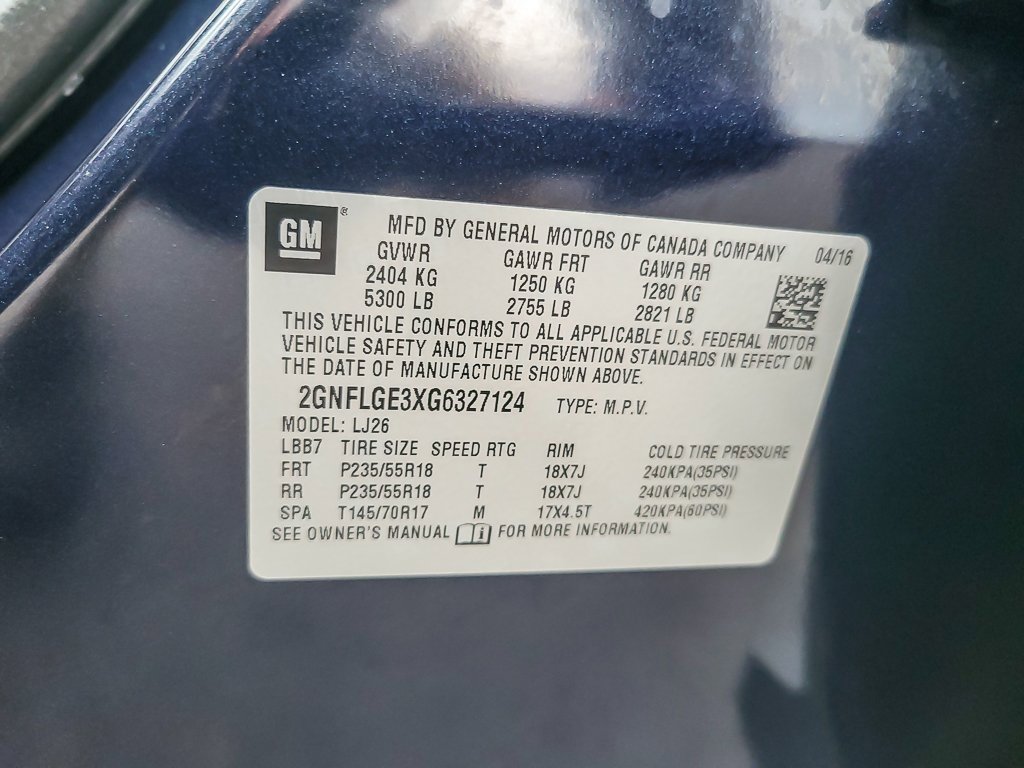 GM ®
MFD BY GENERAL MOTORS OF CANADA COMPANY 04/16
GVWR GAWR FRT GAWR RR
2404 KG 1250 KG 1280 KG
5300 LB 2755 LB 2821 LB
THIS VEHICLE CONFORMS TO ALL APPLICABLE U.S. FEDERAL MOTOR
VEHICLE SAFETY AND THEFT PREVENTION STANDARDS IN EFFECT ON
THE DATE OF MANUFACTURE SHOWN ABOVE.
2GNFLGE3XG6327124 TYPE: M.P.V.
MODEL: LJ26
LBB7 TIRE SIZE SPEED RTG RIM COLD TIRE PRESSURE
FRT P235/55R18 T 18X7J 240KPA(35PSI)
RR P235/55R18 T 18X7J 240KPA(35PSI)
SPA T145/70R17 M 17X4.5T 420KPA(60PSI)
SEE OWNER'S MANUAL i FOR MORE INFORMATION.